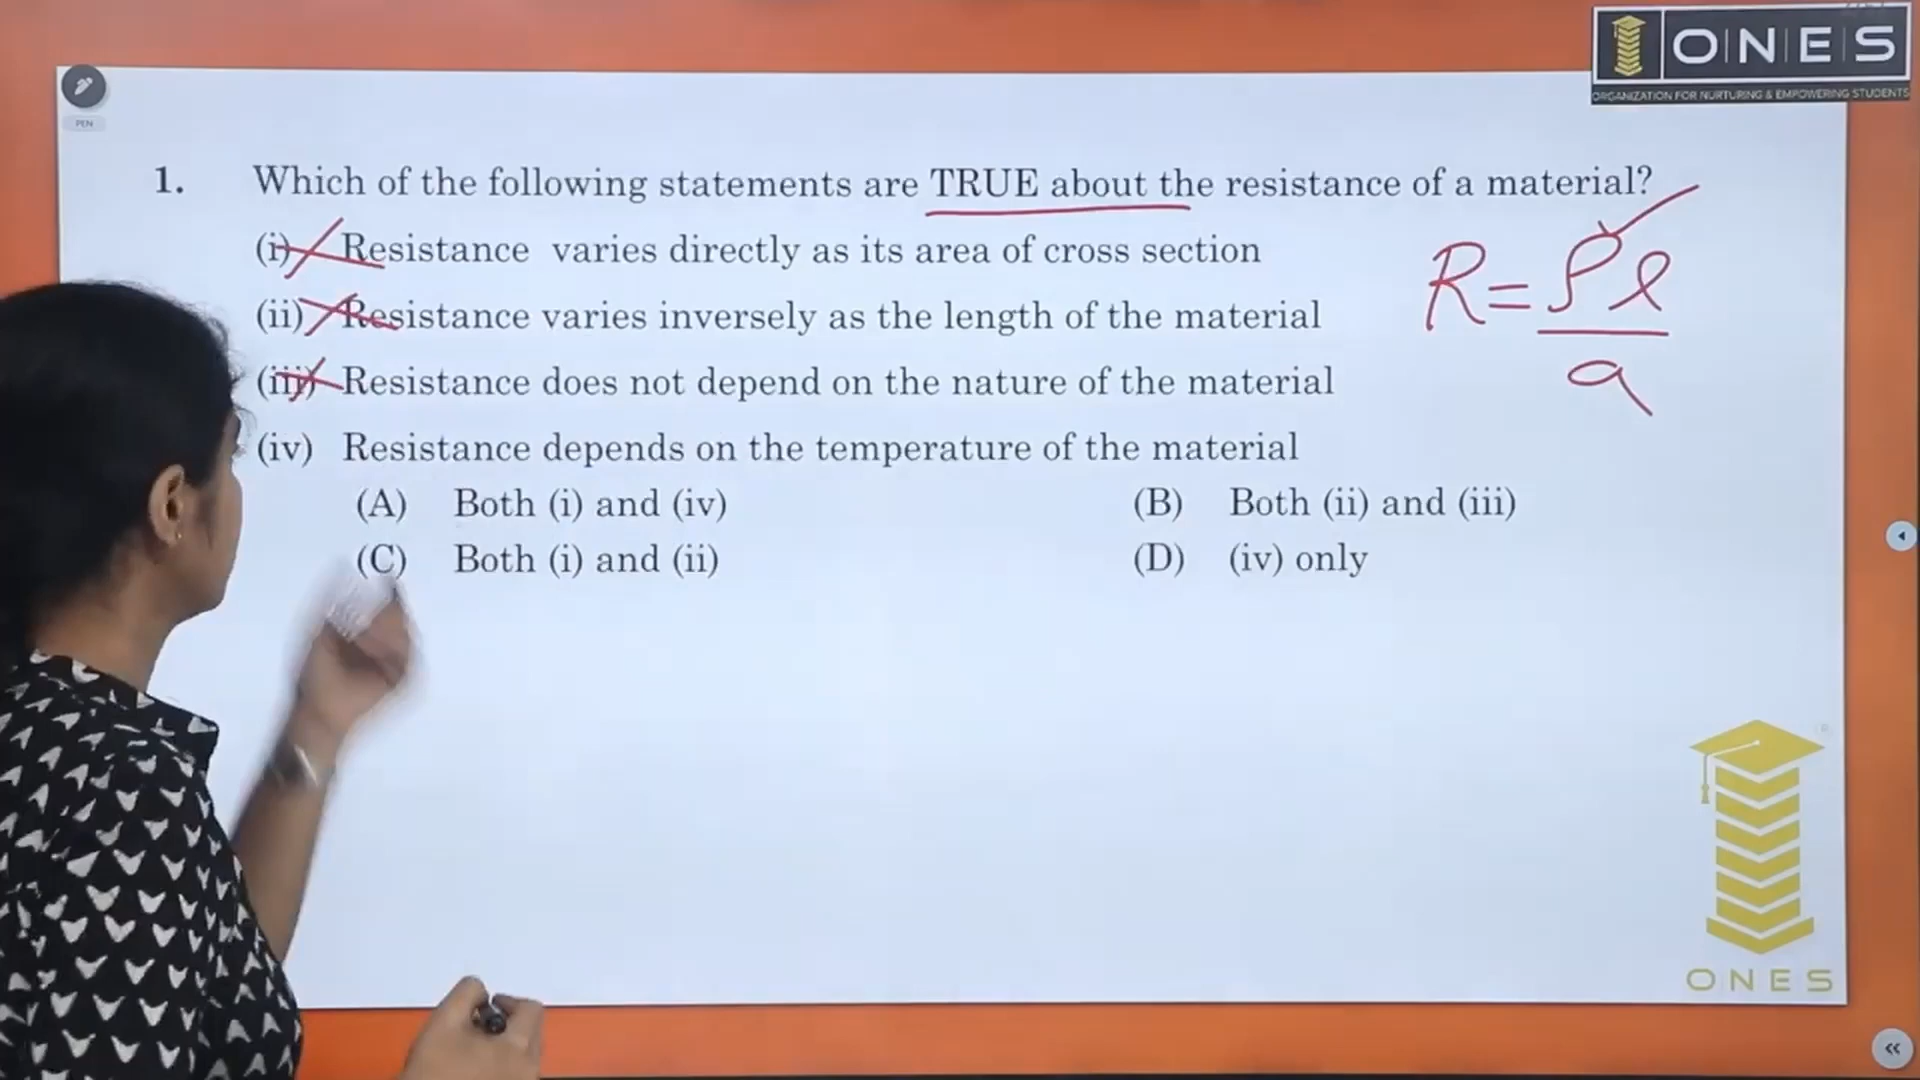 ONES
ORGANIZATION FOR NURTURING & EMPOWERING STUDENTS
PEN
1. Which of the following statements are TRUE about the resistance of a material?
(i) Resistance varies directly as its area of cross section
(ii) Resistance varies inversely as the length of the material
(iii) Resistance does not depend on the nature of the material
R = ρl
a
(iv) Resistance depends on the temperature of the material
(A) Both (i) and (iv) (B) Both (ii) and (iii)
(C) Both (i) and (ii) (D) (iv) only
ONES